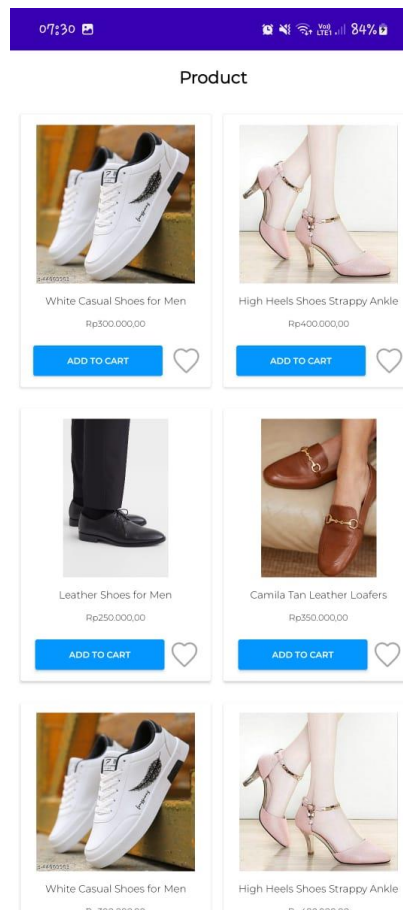 07:30
84%
Product
White Casual Shoes for Men
High Heels Shoes Strappy Ankle
Rp300.000,00
Rp400.000,00
ADD TO CART
ADD TO CART
Leather Shoes for Men
Camila Tan Leather Loafers
Rp250.000,00
Rp350.000,00
ADD TO CART
ADD TO CART
White Casual Shoes for Men
High Heels Shoes Strappy Ankle